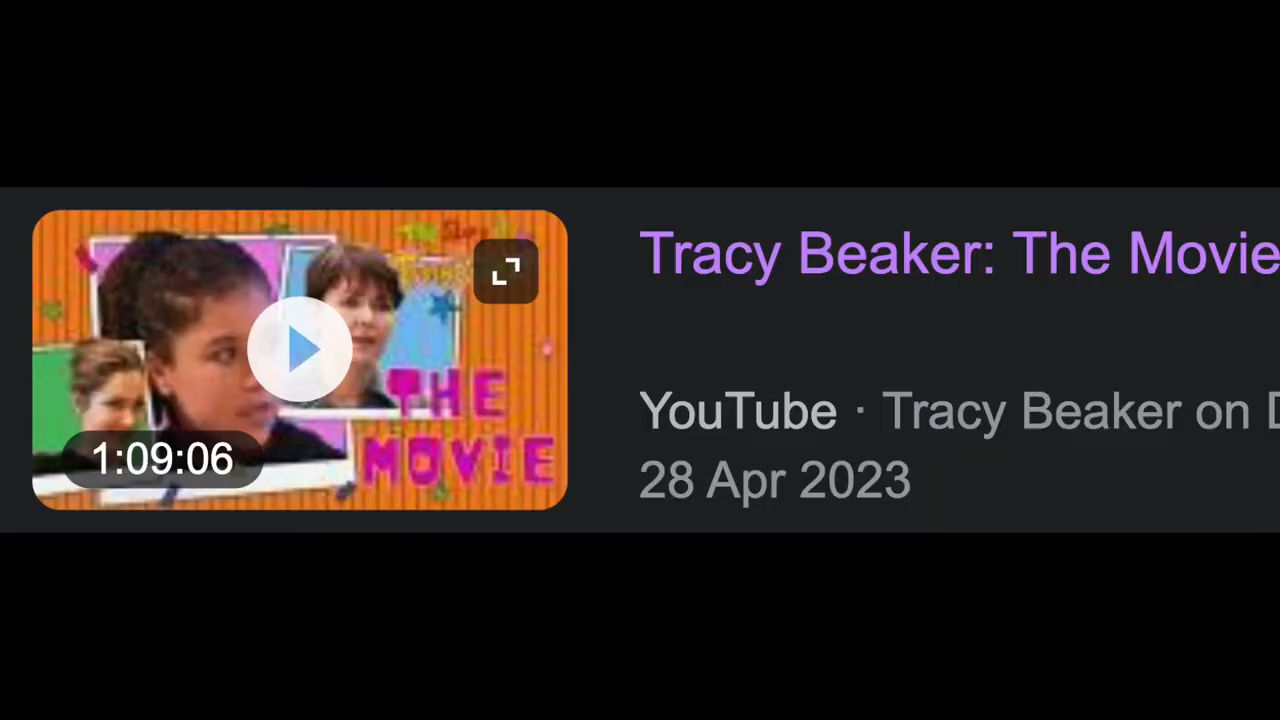 THE
MOVIE
1:09:06
Tracy Beaker: The Movie
YouTube · Tracy Beaker on
28 Apr 2023